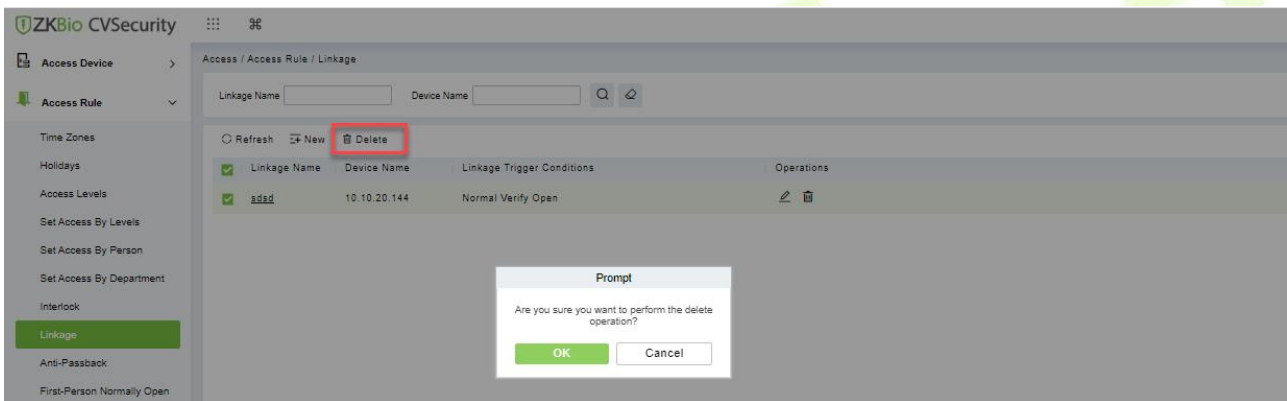 ZKBio CVSecurity
Access Device
Access / Access Rule / Linkage
Access Rule
Linkage Name Device Name
Time Zones
Refresh New Delete
Holidays
Linkage Name Device Name Linkage Trigger Conditions Operations
Access Levels
sdsd 10.10.20.144 Normal Verify Open
Set Access By Levels
Set Access By Person
Set Access By Department
Interlock
Linkage
Anti-Passback
First-Person Normally Open
Prompt
Are you sure you want to perform the delete
operation?
OK Cancel